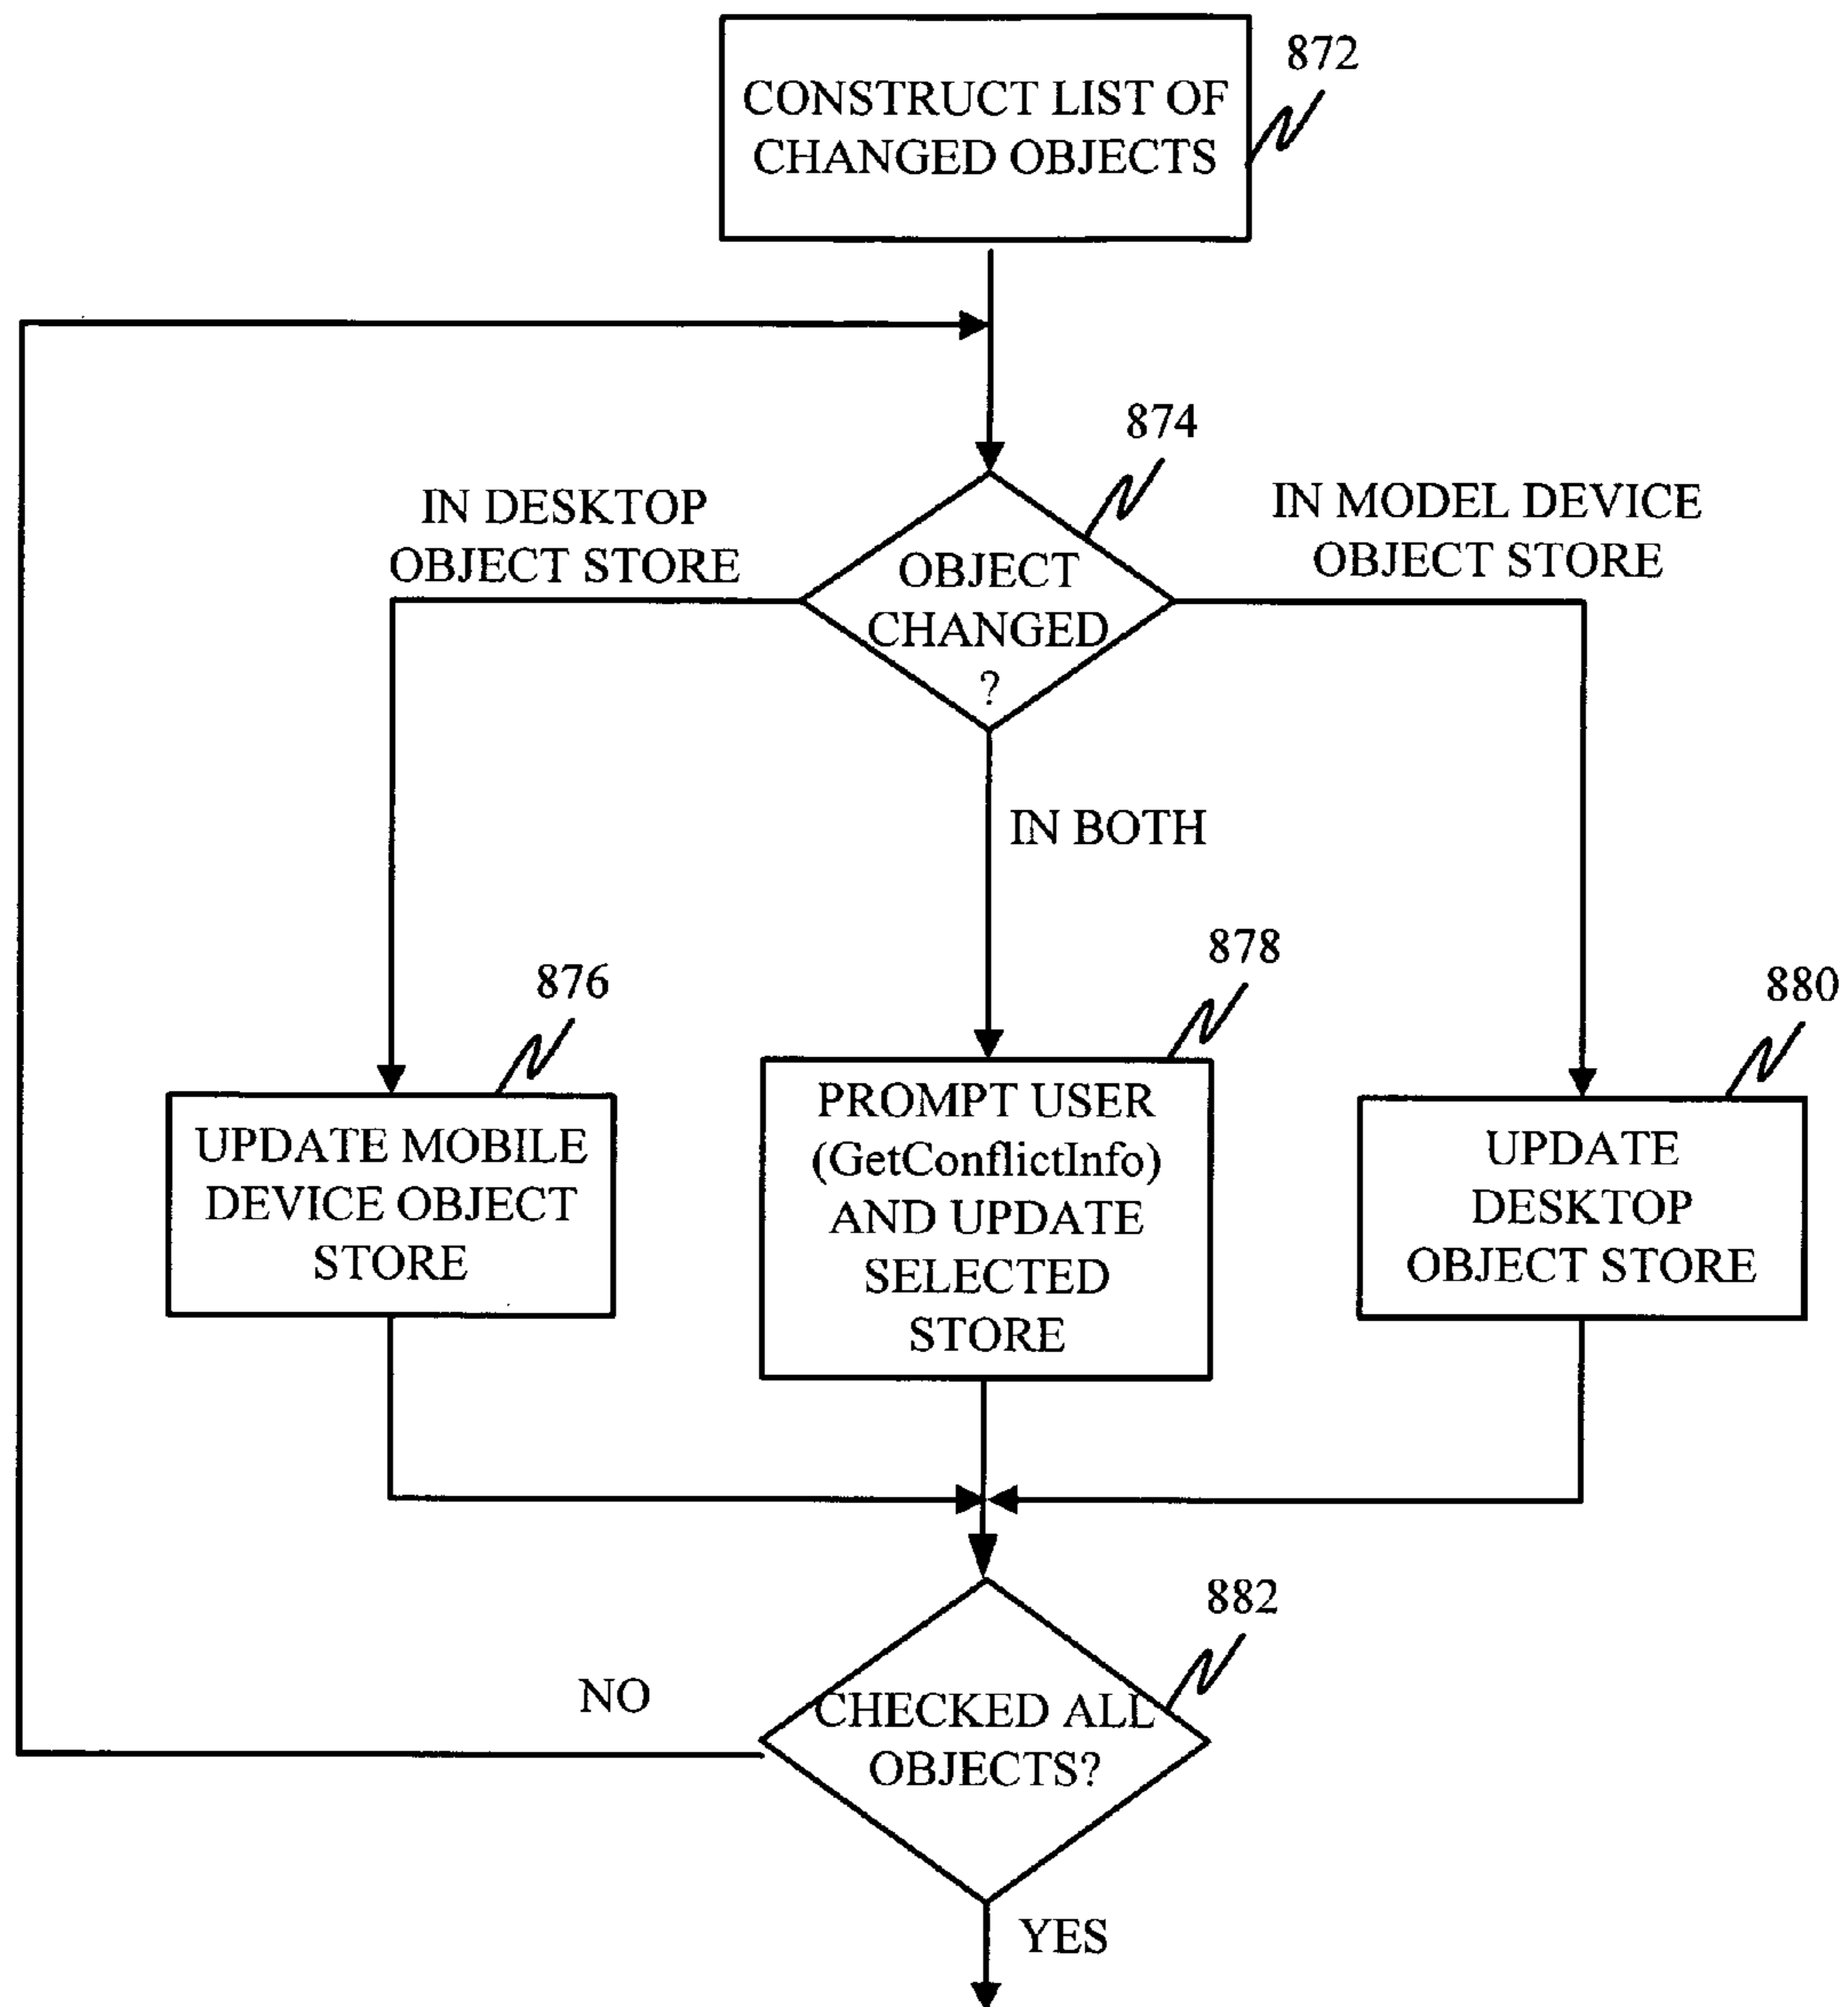 CONSTRUCT LIST OF
CHANGED OBJECTS
872
874
IN DESKTOP
OBJECT STORE
OBJECT
CHANGED
?
IN MODEL DEVICE
OBJECT STORE
IN BOTH
876
878
880
UPDATE MOBILE
DEVICE OBJECT
STORE
PROMPT USER
(GetConflictInfo)
AND UPDATE
SELECTED
STORE
UPDATE
DESKTOP
OBJECT STORE
882
NO
CHECKED ALL
OBJECTS?
YES